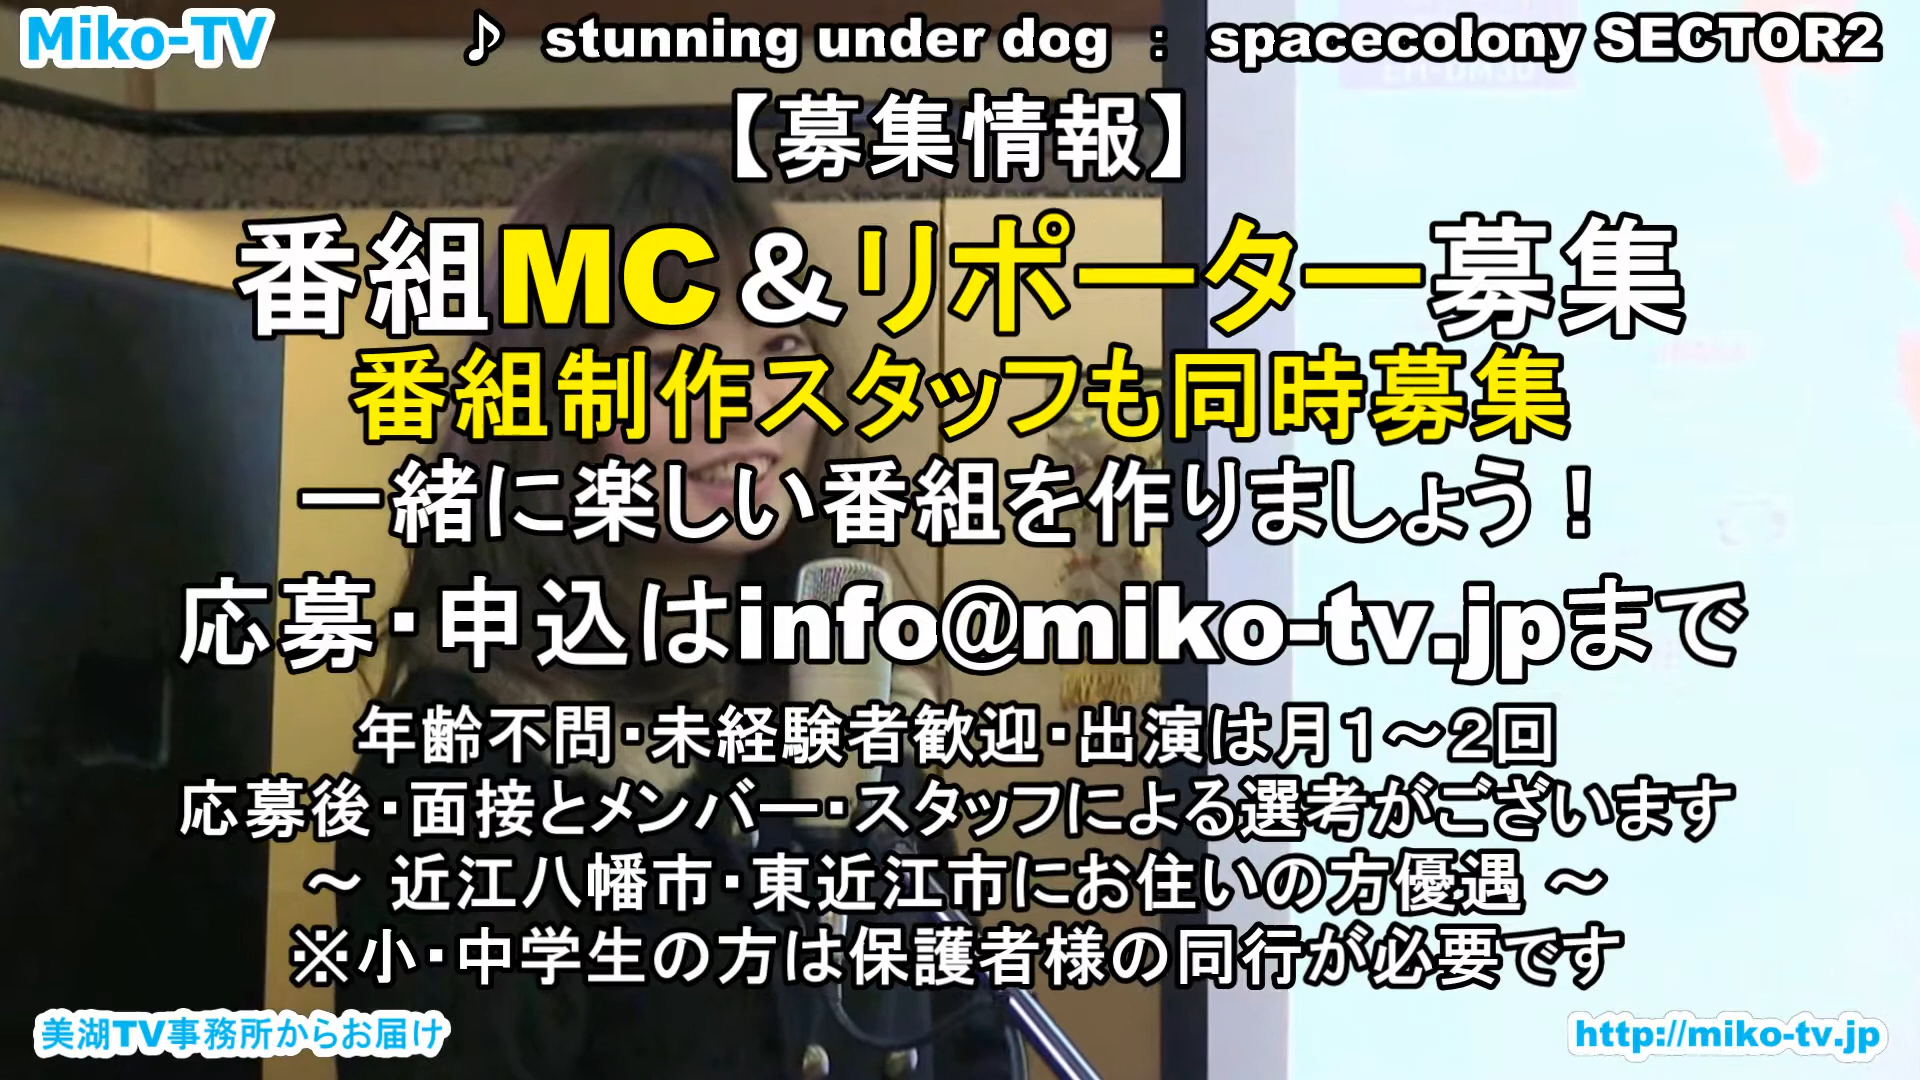 Miko-TV
♪ stunning under dog : spacecolony SECTOR2
【募集情報】
番組MC＆リポーター募集
番組制作スタッフも同時募集
一緒に楽しい番組を作りましょう！
応募・申込はinfo@miko-tv.jpまで
年齢不問・未経験者歓迎・出演は月１～２回
応募後・面接とメンバー・スタッフによる選考がございます
～ 近江八幡市・東近江市にお住いの方優遇 ～
※小・中学生の方は保護者様の同行が必要です
美湖TV事務所からお届け
http://miko-tv.jp